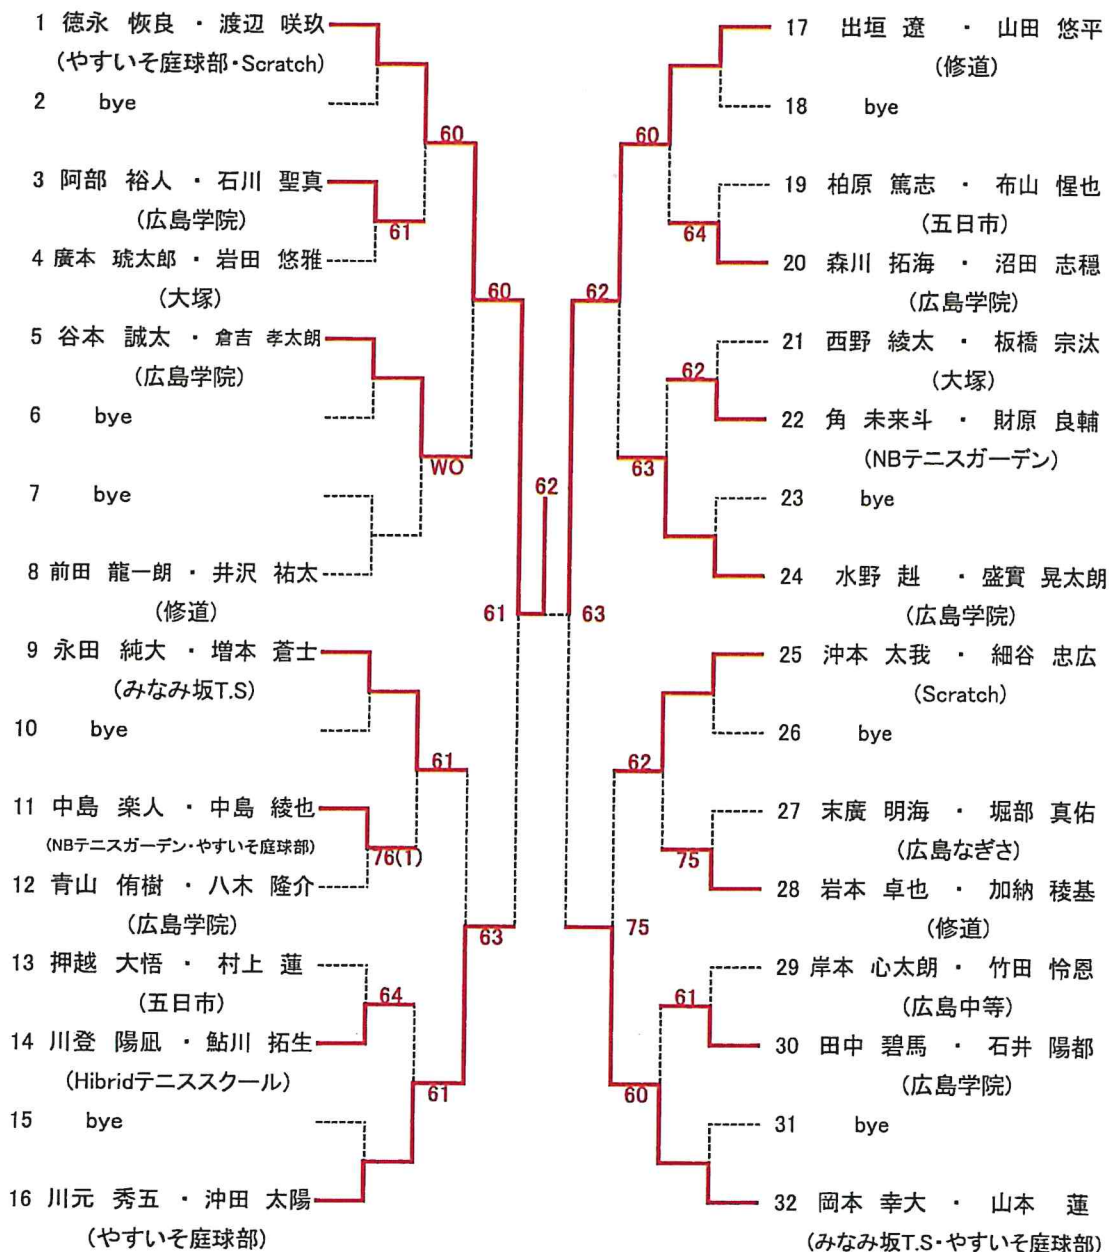 1 徳永 恢良 ・ 渡辺 咲玖
(やすいそ庭球部・Scratch)
2 bye
60
3 阿部 裕人 ・ 石川 聖真
(広島学院)
61
4 廣本 琥太郎 ・ 岩田 悠雅
(大塚)
60
5 谷本 誠太 ・ 倉吉 孝太朗
(広島学院)
6 bye
WO
7 bye
8 前田 龍一朗 ・ 井沢 祐太
(修道)
61
9 永田 純大 ・ 増本 蒼士
(みなみ坂T.S)
10 bye
61
11 中島 楽人 ・ 中島 綾也
(NBテニスガーデン・やすいそ庭球部)
76(1)
12 青山 侑樹 ・ 八木 隆介
(広島学院)
63
13 押越 大悟 ・ 村上 蓮
(五日市)
64
14 川登 陽凪 ・ 鮎川 拓生
(Hibridテニススクール)
61
15 bye
16 川元 秀五 ・ 沖田 太陽
(やすいそ庭球部)
62
17 出垣 遼 ・ 山田 悠平
(修道)
18 bye
60
19 柏原 篤志 ・ 布山 惺也
(五日市)
64
20 森川 拓海 ・ 沼田 志穏
(広島学院)
62
21 西野 綾太 ・ 板橋 宗汰
(大塚)
62
22 角 未来斗 ・ 財原 良輔
(NBテニスガーデン)
63
23 bye
24 水野 赳 ・ 盛實 晃太朗
(広島学院)
63
25 沖本 太我 ・ 細谷 忠広
(Scratch)
26 bye
62
27 末廣 明海 ・ 堀部 真佑
(広島なぎさ)
75
28 岩本 卓也 ・ 加納 稜基
(修道)
75
29 岸本 心太朗 ・ 竹田 怜恩
(広島中等)
61
30 田中 碧馬 ・ 石井 陽都
(広島学院)
60
31 bye
32 岡本 幸大 ・ 山本 蓮
(みなみ坂T.S・やすいそ庭球部)